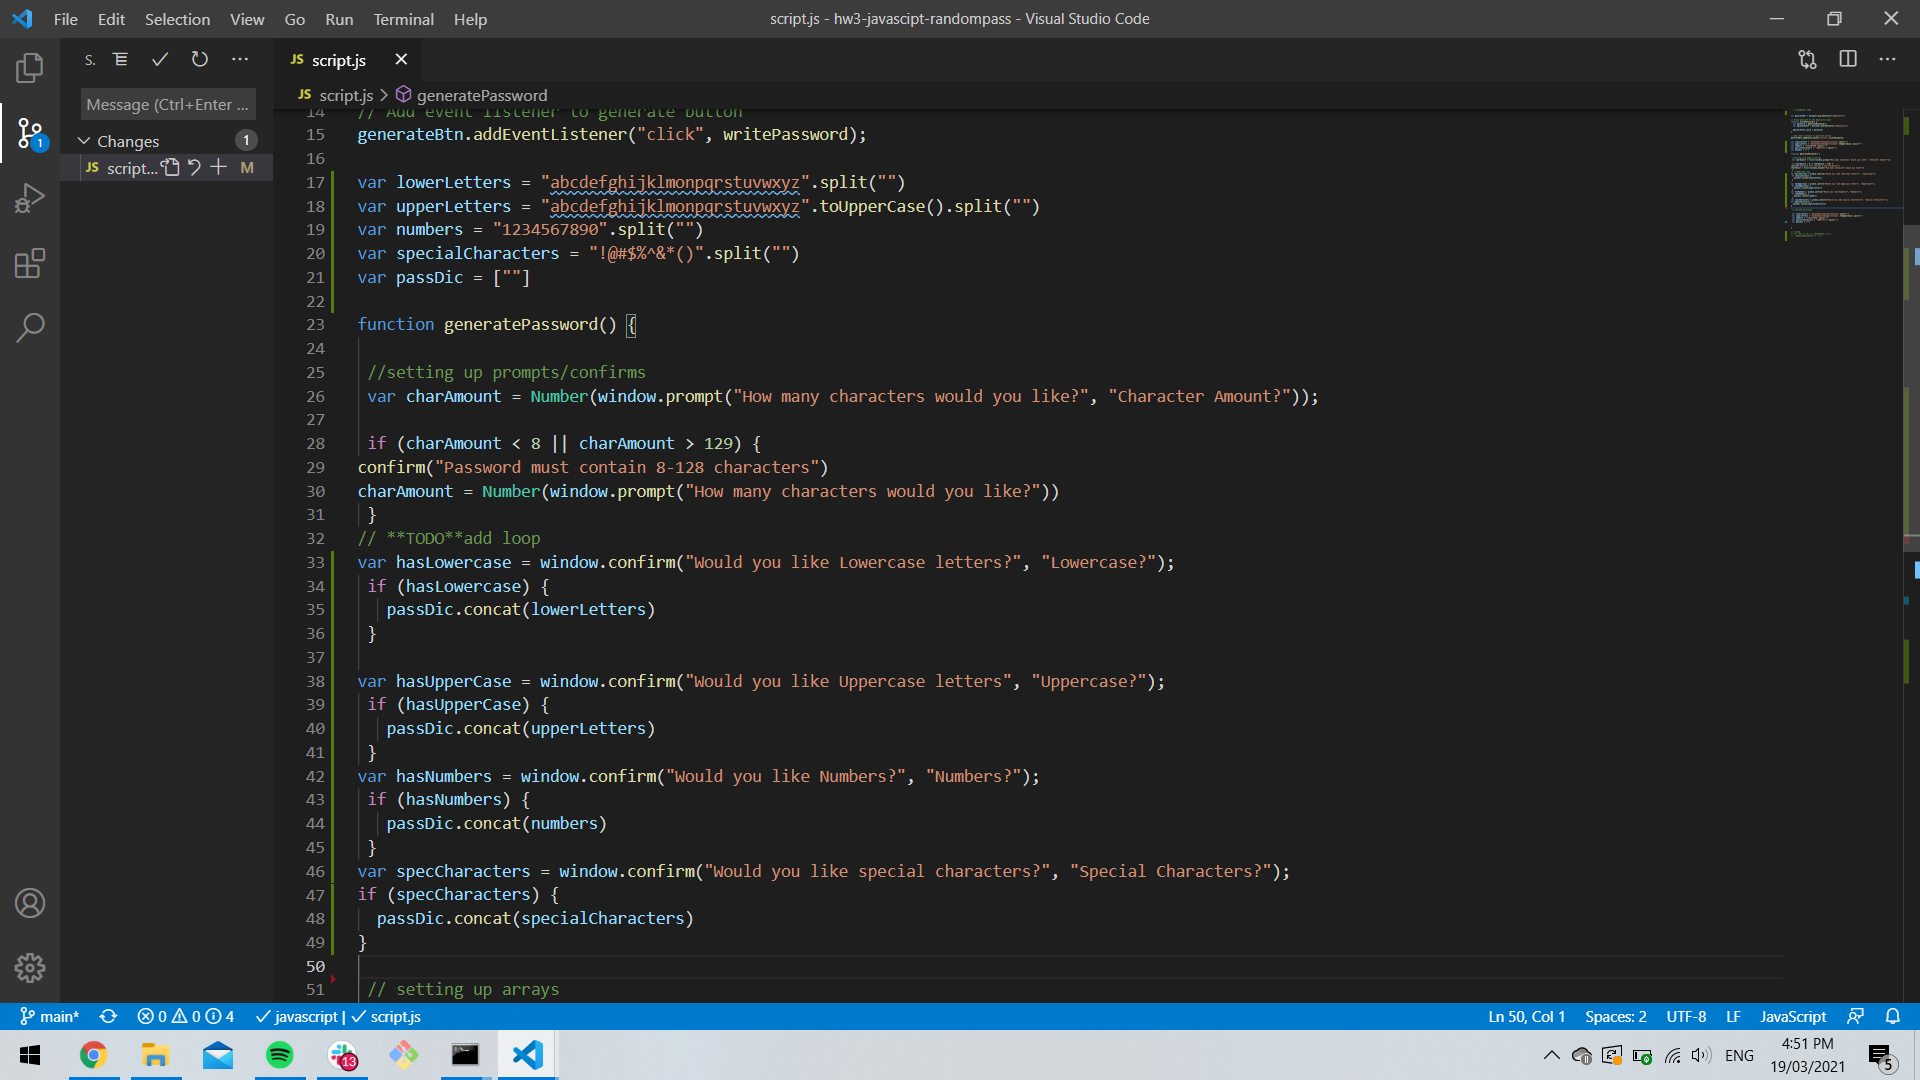 File Edit Selection View Go Run Terminal Help
script.js - hw3-javascipt-randompass - Visual Studio Code
S.
JS script.js
Message (Ctrl+Enter ...
JS script.js > generatePassword
Changes 1
JS script... M
1
14 // Add event listener to generate button
15 generateBtn.addEventListener("click", writePassword);
16
17 var lowerLetters = "abcdefghijklmonpqrstuvwxyz".split("")
18 var upperLetters = "abcdefghijklmonpqrstuvwxyz".toUpperCase().split("")
19 var numbers = "1234567890".split("")
20 var specialCharacters = "!@#$%^&*()".split("")
21 var passDic = [""]
22
23 function generatePassword() {
24
25 //setting up prompts/confirms
26 var charAmount = Number(window.prompt("How many characters would you like?", "Character Amount?"));
27
28 if (charAmount < 8 || charAmount > 129) {
29 confirm("Password must contain 8-128 characters")
30 charAmount = Number(window.prompt("How many characters would you like?"))
31 }
32 // **TODO**add loop
33 var hasLowercase = window.confirm("Would you like Lowercase letters?", "Lowercase?");
34 if (hasLowercase) {
35 passDic.concat(lowerLetters)
36 }
37
38 var hasUpperCase = window.confirm("Would you like Uppercase letters", "Uppercase?");
39 if (hasUpperCase) {
40 passDic.concat(upperLetters)
41 }
42 var hasNumbers = window.confirm("Would you like Numbers?", "Numbers?");
43 if (hasNumbers) {
44 passDic.concat(numbers)
45 }
46 var specCharacters = window.confirm("Would you like special characters?", "Special Characters?");
47 if (specCharacters) {
48 passDic.concat(specialCharacters)
49 }
50
51 // setting up arrays
main* 0 0 4 javascript | script.js
Ln 50, Col 1 Spaces: 2 UTF-8 LF JavaScript
13
ENG
4:51 PM
19/03/2021
5